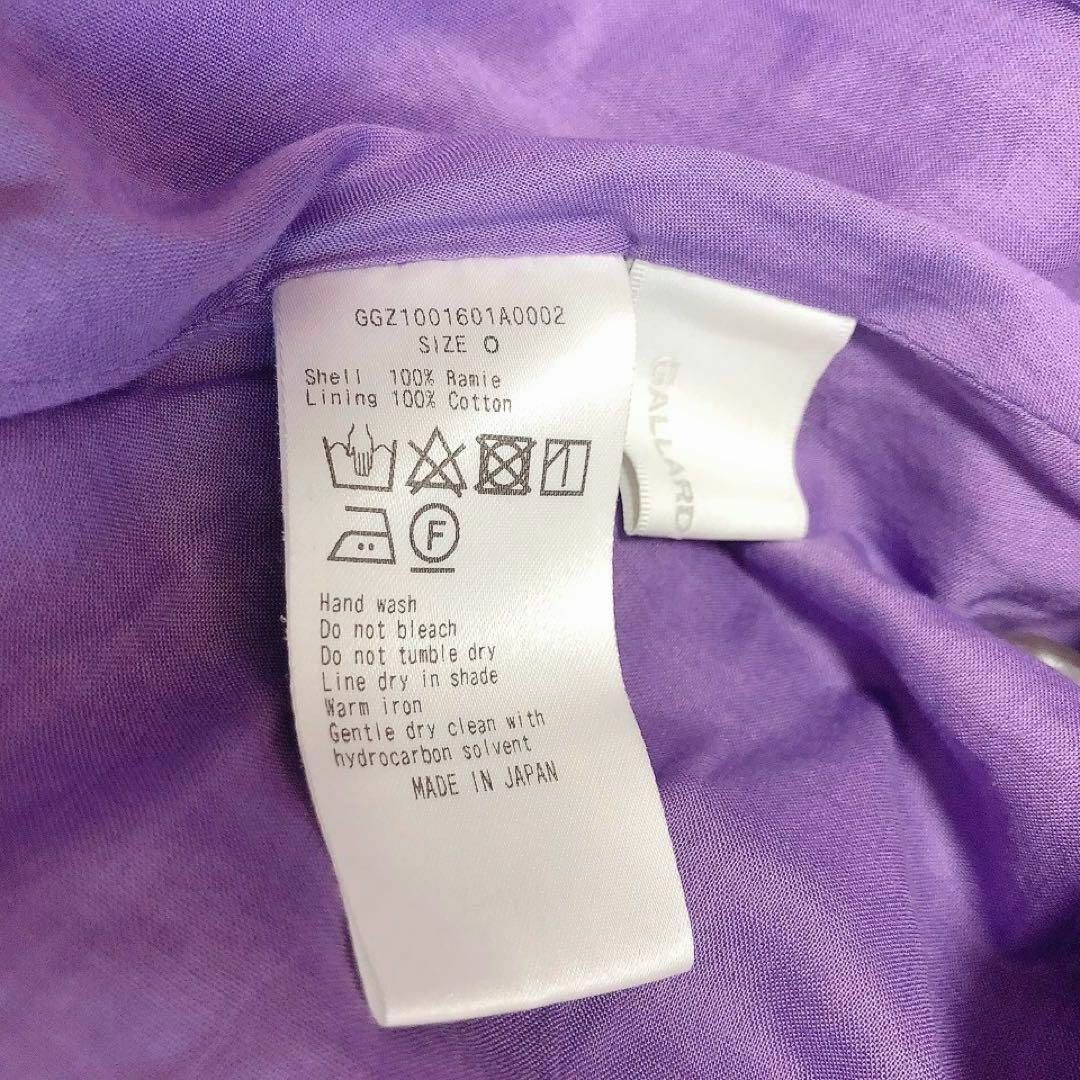 GGZ1001601A0002
SIZE O
Shell 100% Ramie
Lining 100% Cotton
F
Hand wash
Do not bleach
Do not tumble dry
Line dry in shade
Warm iron
Gentle dry clean with
hydrocarbon solvent
MADE IN JAPAN
GALLARD